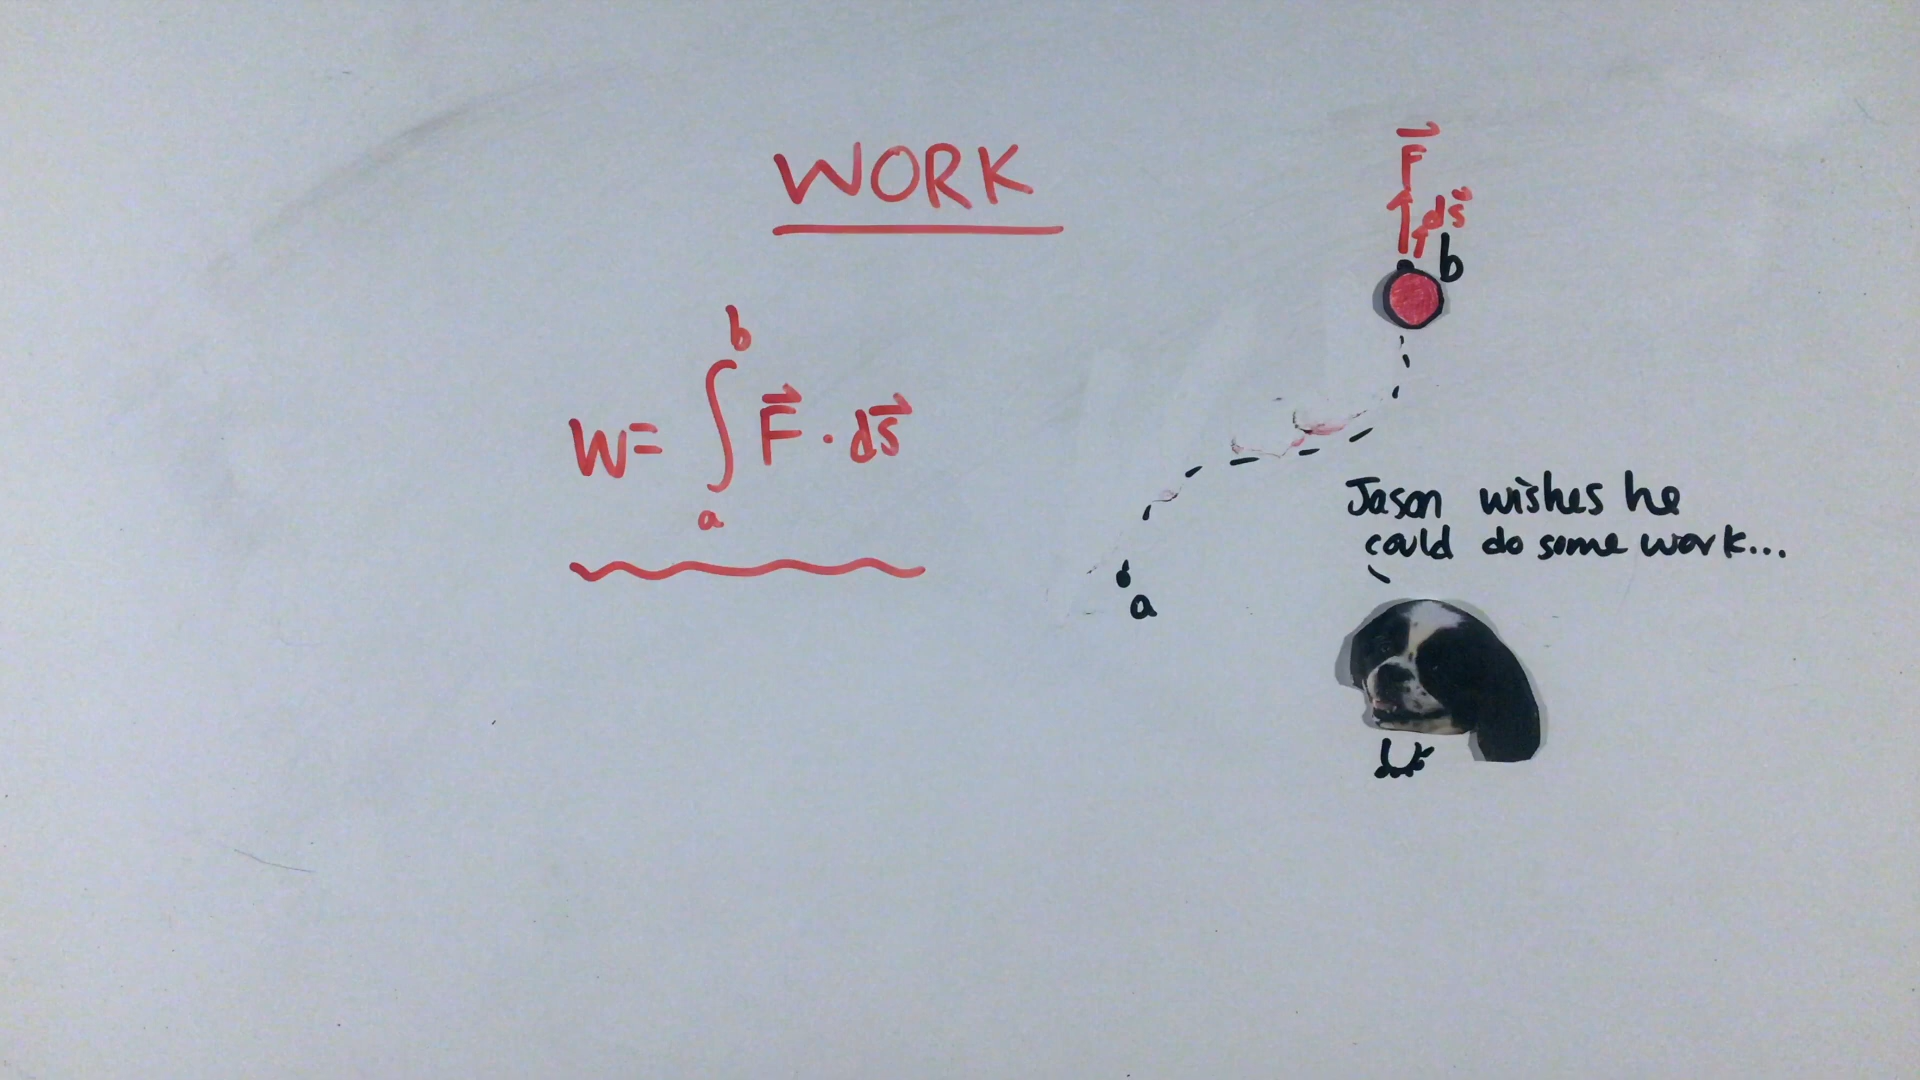 WORK
W= ∫ₐᵇ F⃗ · ds⃗
F⃗
ds⃗
b
a
Jason wishes he
could do some work...